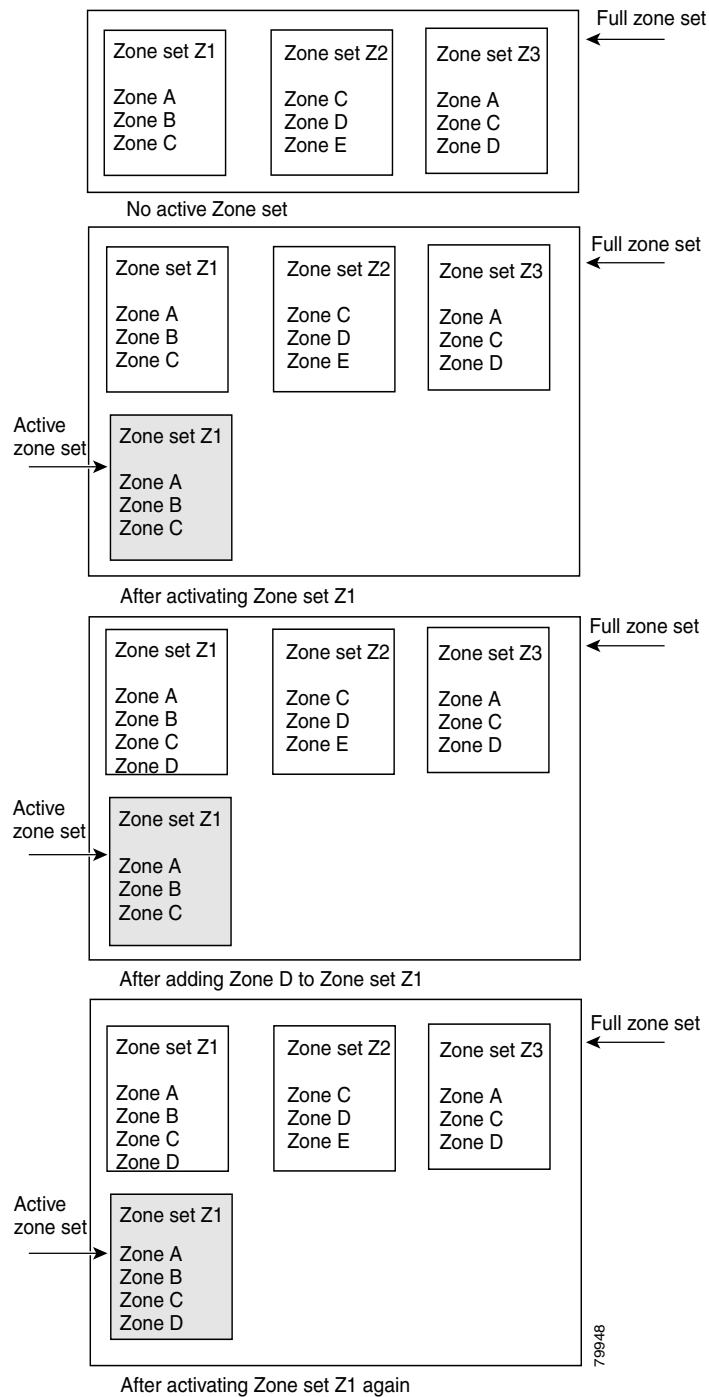 Full zone set
Zone set Z1
Zone A
Zone B
Zone C
Zone set Z2
Zone C
Zone D
Zone E
Zone set Z3
Zone A
Zone C
Zone D
No active Zone set
Full zone set
Zone set Z1
Zone A
Zone B
Zone C
Zone set Z2
Zone C
Zone D
Zone E
Zone set Z3
Zone A
Zone C
Zone D
Active
zone set
Zone set Z1
Zone A
Zone B
Zone C
After activating Zone set Z1
Full zone set
Zone set Z1
Zone A
Zone B
Zone C
Zone D
Zone set Z2
Zone C
Zone D
Zone E
Zone set Z3
Zone A
Zone C
Zone D
Active
zone set
Zone set Z1
Zone A
Zone B
Zone C
After adding Zone D to Zone set Z1
Full zone set
Zone set Z1
Zone A
Zone B
Zone C
Zone D
Zone set Z2
Zone C
Zone D
Zone E
Zone set Z3
Zone A
Zone C
Zone D
Active
zone set
Zone set Z1
Zone A
Zone B
Zone C
Zone D
79948
After activating Zone set Z1 again